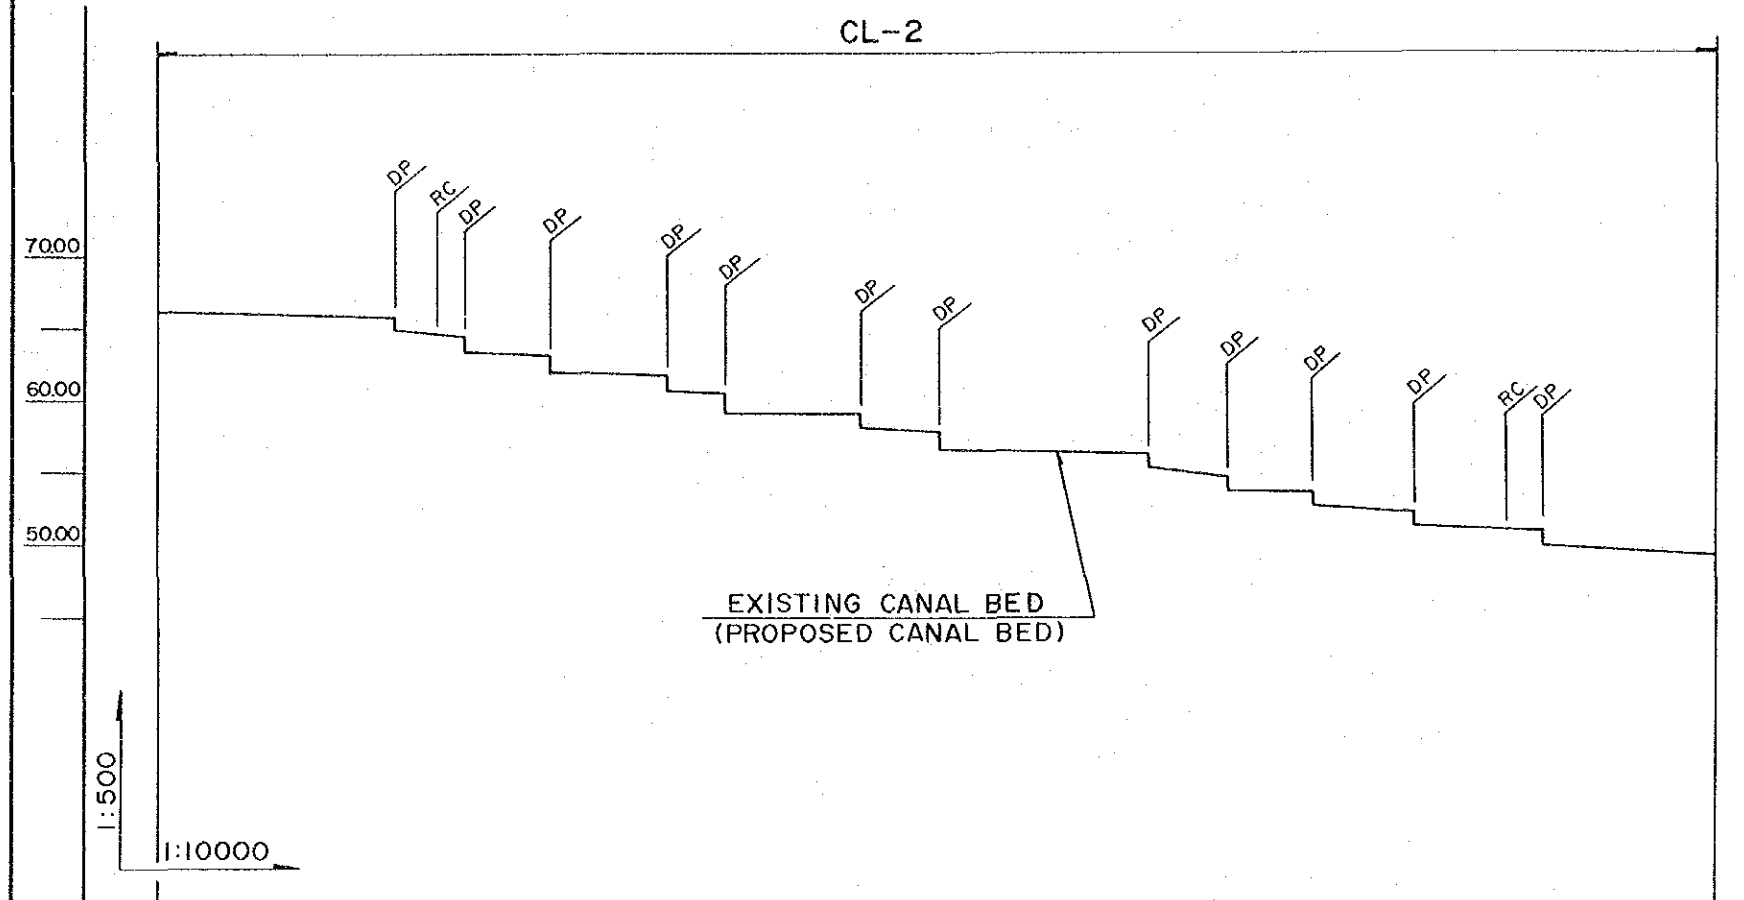 CL-2
DP
RC
DP
DP
DP
DP
DP
DP
DP
DP
DP
DP
RC
DP
70.00
60.00
50.00
EXISTING CANAL BED
(PROPOSED CANAL BED)
1:500
1:10000